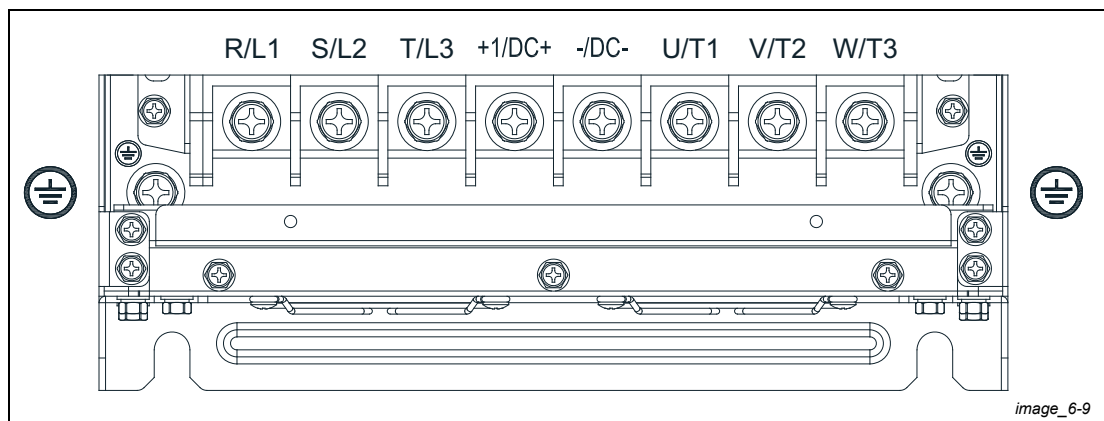 R/L1 S/L2 T/L3 +1/DC+ -/DC- U/T1 V/T2 W/T3
image_6-9